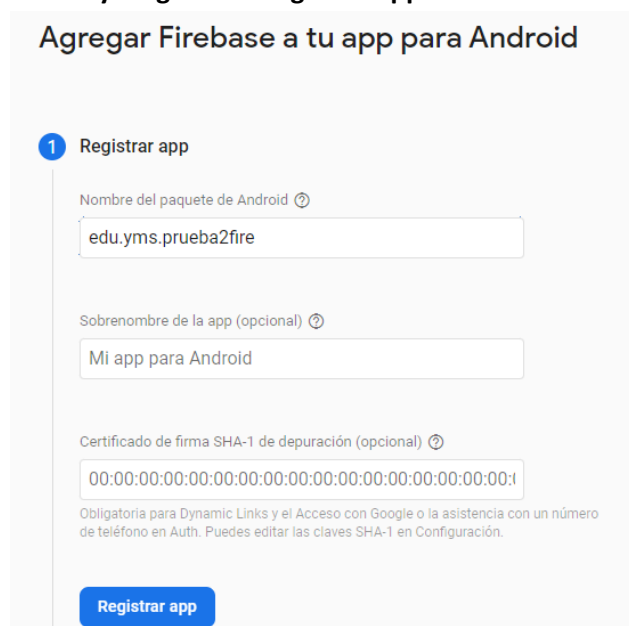 Agregar Firebase a tu app para Android
1 Registrar app
Nombre del paquete de Android ?
edu.yms.prueba2fire
Sobrenombre de la app (opcional) ?
Mi app para Android
Certificado de firma SHA-1 de depuración (opcional) ?
00:00:00:00:00:00:00:00:00:00:00:00:00:00:00:00:
Obligatoria para Dynamic Links y el Acceso con Google o la asistencia con un número
de teléfono en Auth. Puedes editar las claves SHA-1 en Configuración.
Registrar app